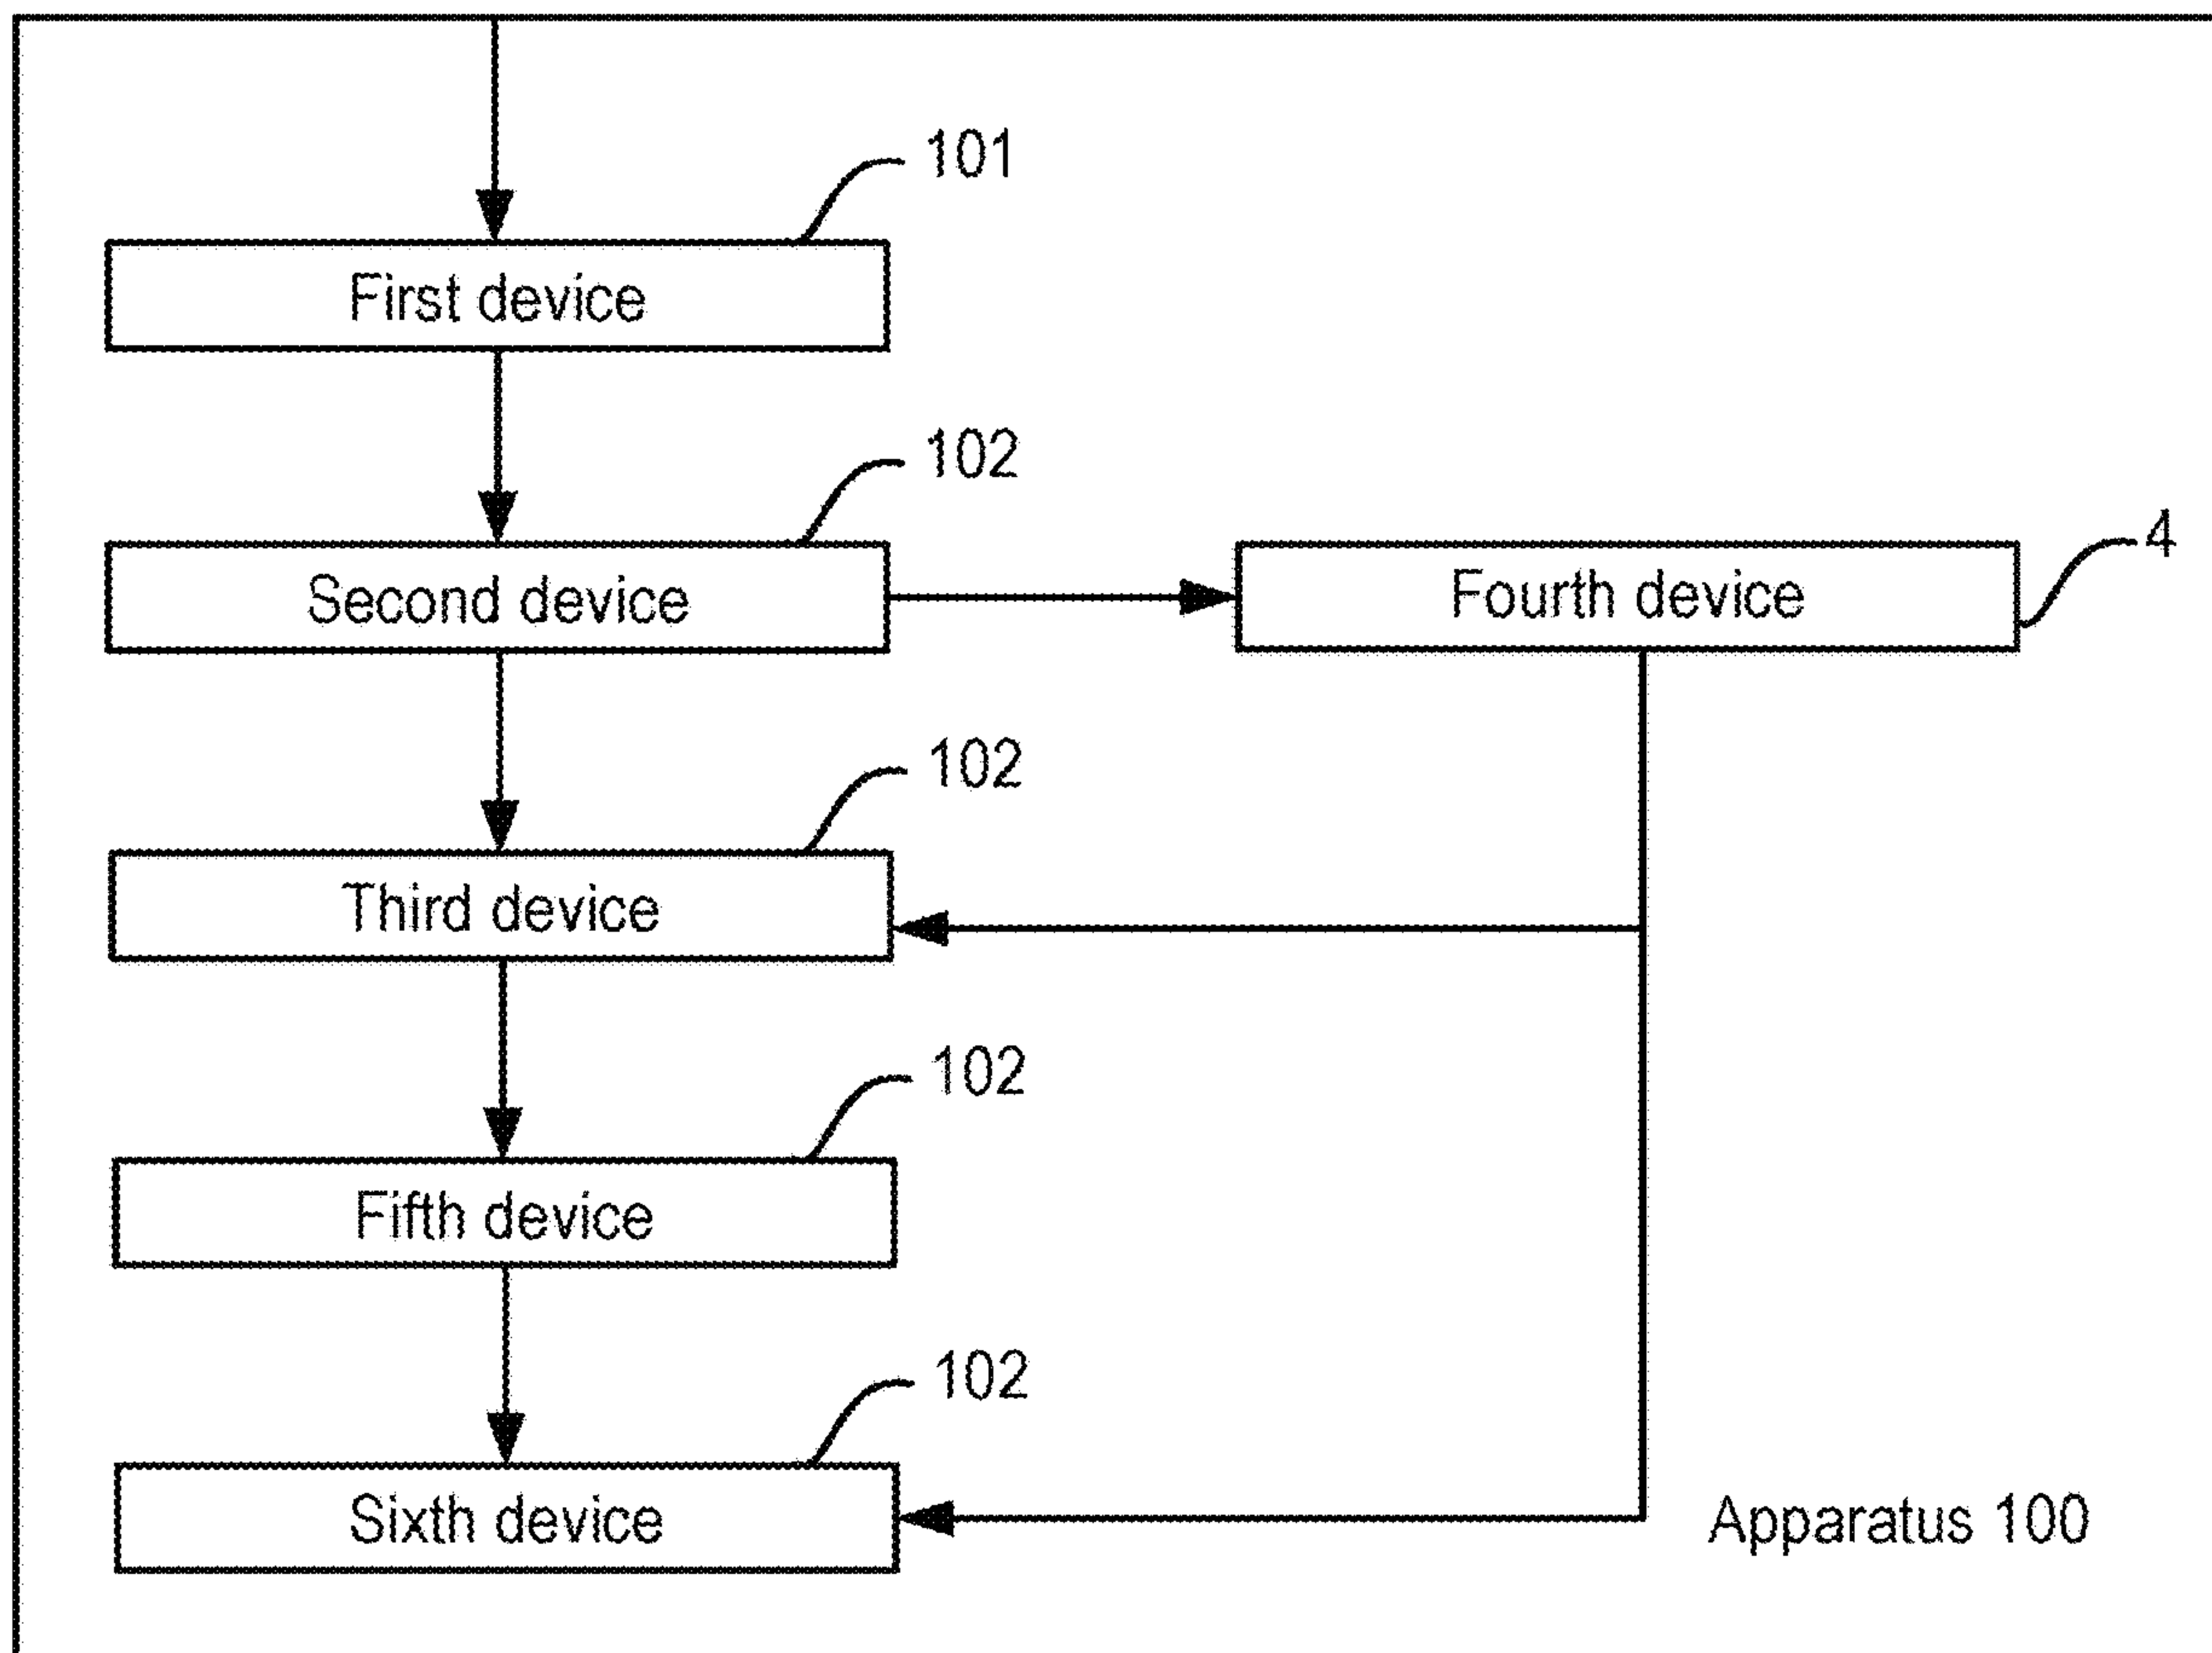 101
First device
102
Second device
Fourth device
4
102
Third device
102
Fifth device
102
Sixth device
Apparatus 100